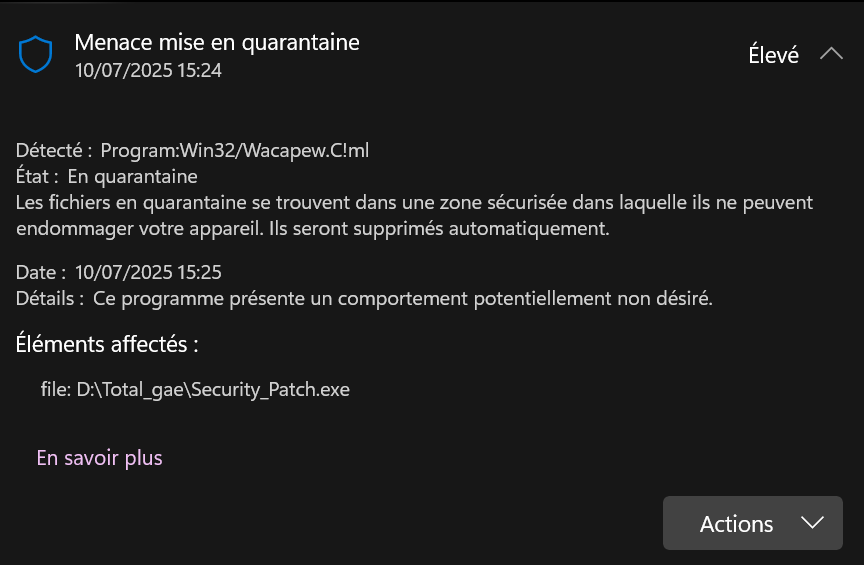 Menace mise en quarantaine
10/07/2025 15:24
Élevé
Détecté : Program:Win32/Wacapew.C!ml
État : En quarantaine
Les fichiers en quarantaine se trouvent dans une zone sécurisée dans laquelle ils ne peuvent
endommager votre appareil. Ils seront supprimés automatiquement.
Date : 10/07/2025 15:25
Détails : Ce programme présente un comportement potentiellement non désiré.
Éléments affectés :
file: D:\Total_gae\Security_Patch.exe
En savoir plus
Actions